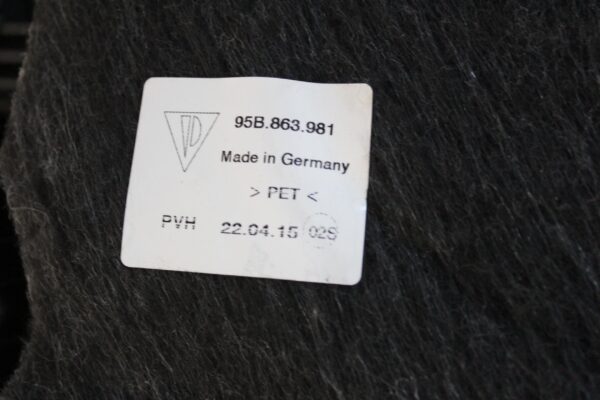 95B.863.981
Made in Germany
> PET <
PVH 22.04.15 02S